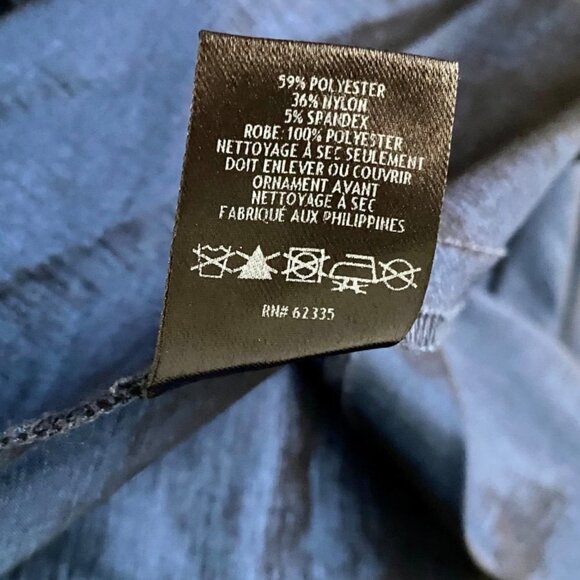 59% POLYESTER
36% NYLON
5% SPANDEX
ROBE: 100% POLYESTER
NETTOYAGE À SEC SEULEMENT
DOIT ENLEVER OU COUVRIR
ORNAMENT AVANT
NETTOYAGE À SEC
FABRIQUÉ AUX PHILIPPINES
RN# 62335